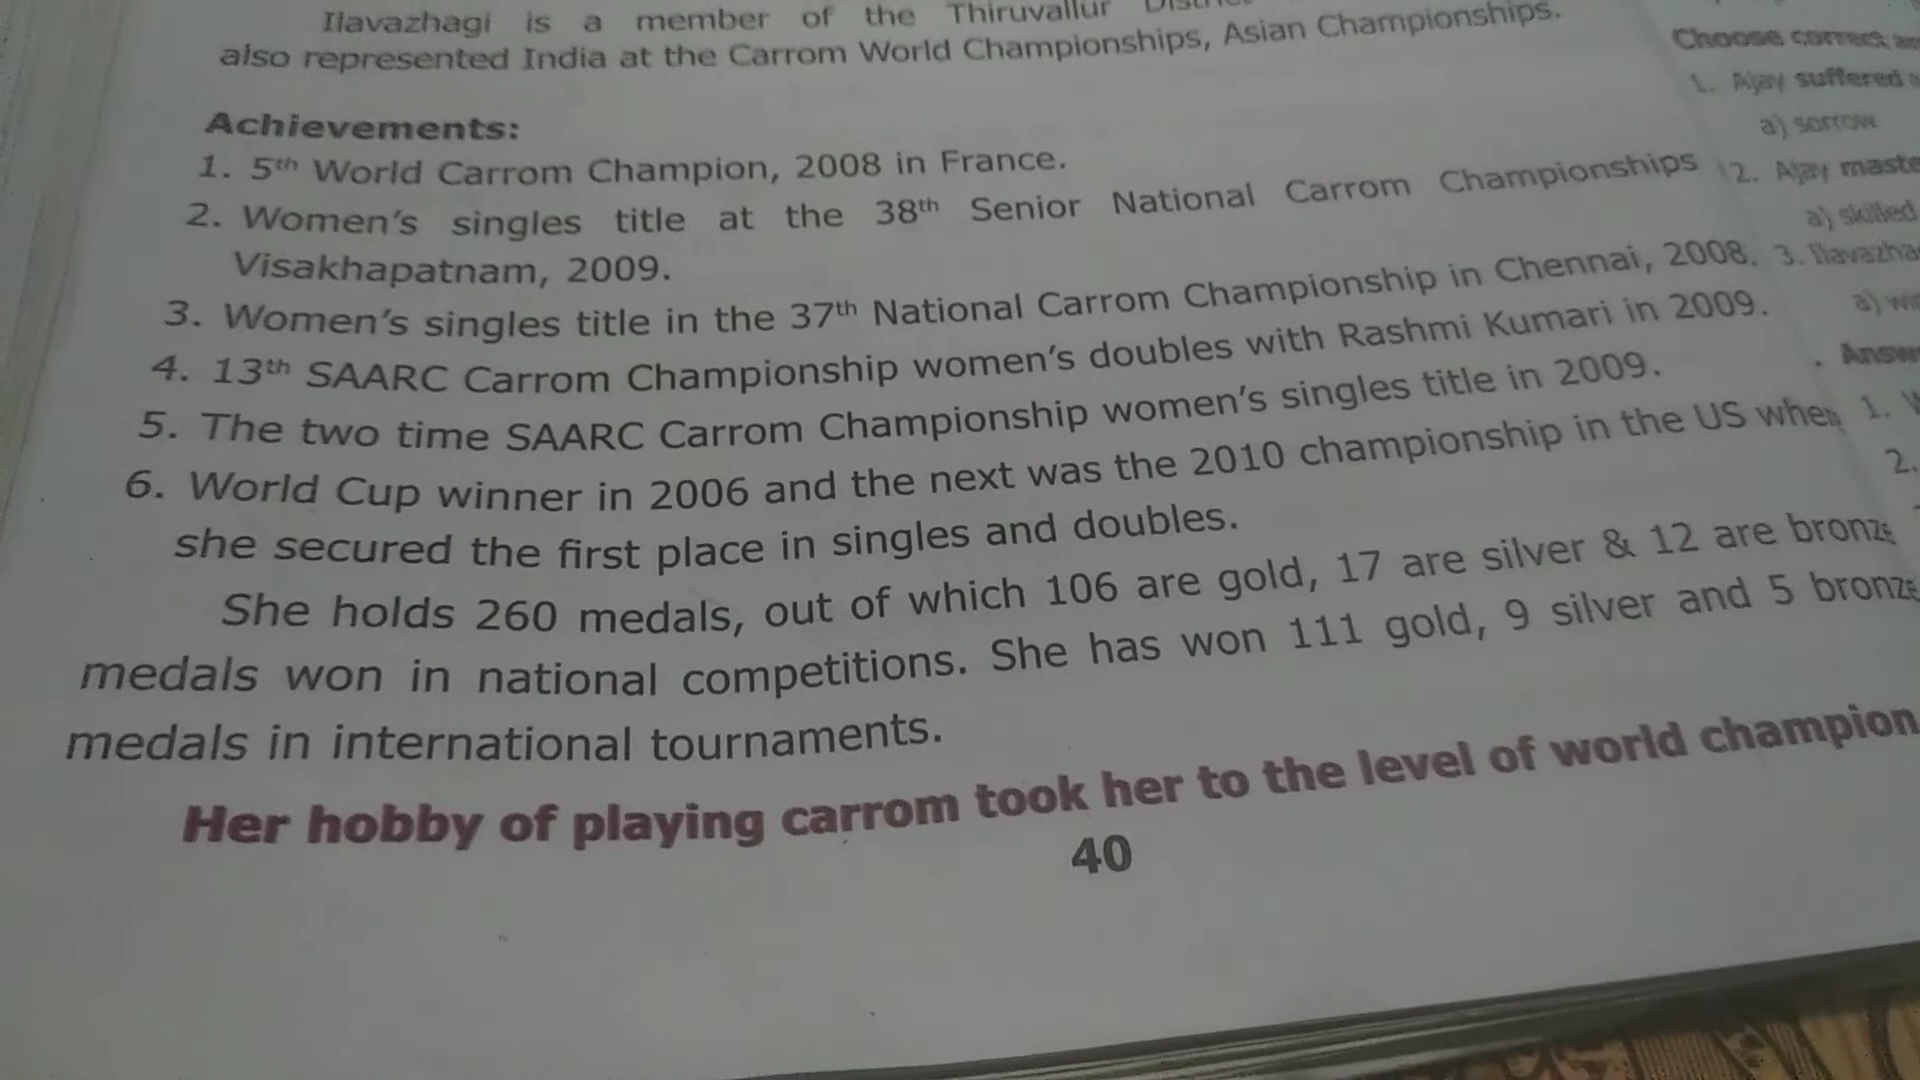 Ilavazhagi is a member of the Thiruvallur
also represented India at the Carrom World Championships, Asian Championships.
Achievements:
1. 5th World Carrom Champion, 2008 in France.
2. Women's singles title at the 38th Senior National Carrom Championships
Visakhapatnam, 2009.
3. Women's singles title in the 37th National Carrom Championship in Chennai, 2008.
4. 13th SAARC Carrom Championship women's doubles with Rashmi Kumari in 2009.
5. The two time SAARC Carrom Championship women's singles title in 2009.
6. World Cup winner in 2006 and the next was the 2010 championship in the US when
she secured the first place in singles and doubles.
She holds 260 medals, out of which 106 are gold, 17 are silver & 12 are bronze
medals won in national competitions. She has won 111 gold, 9 silver and 5 bronze
medals in international tournaments.
Her hobby of playing carrom took her to the level of world champion
40
Choose correct
1. Ajay suffered
a) sorrow
2. Ajay
a) skilled
3.
a)
1.
2.